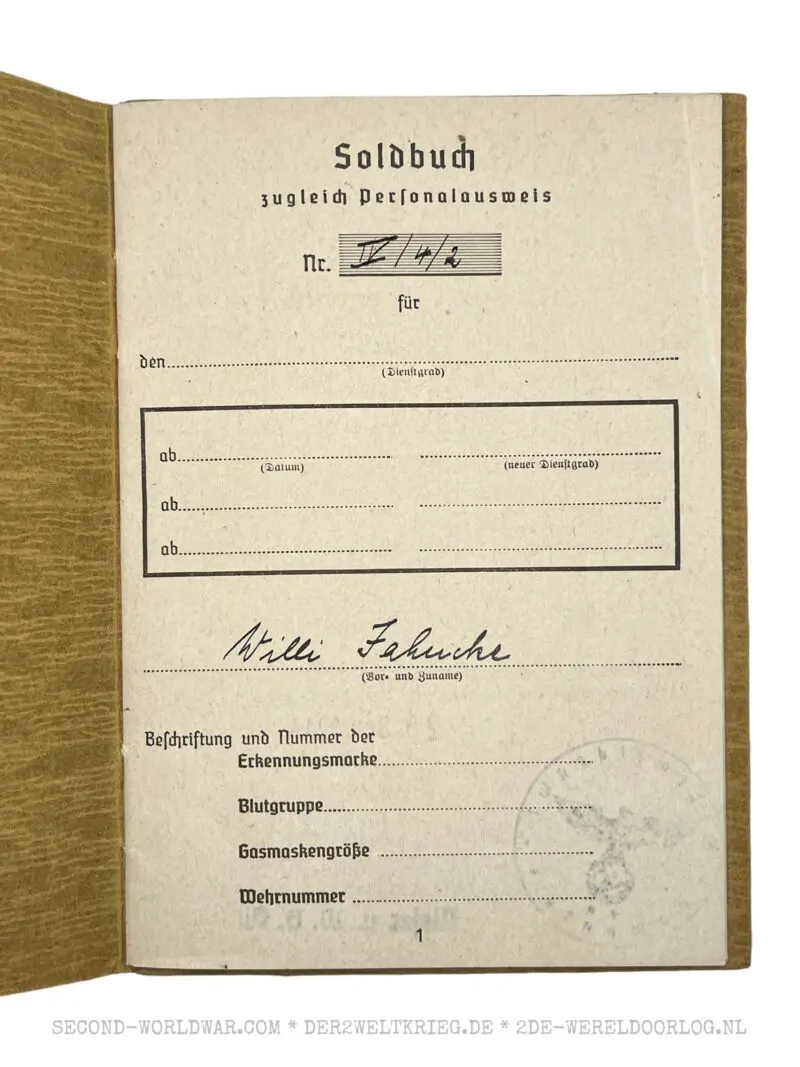 Soldbuch
zugleich Personalausweis
Nr. IV/4/2
für
den
(Dienstgrad)
ab
(Datum) (neuer Dienstgrad)
ab
ab
Willi Fahncke
(Vor- und Zuname)
Beschriftung und Nummer der
Erkennungsmarke
Blutgruppe
Gasmaskengröße
Wehrnummer
1
SECOND-WORLDWAR.COM * DER2WELTKRIEG.DE * 2DE-WERELDOORLOG.NL